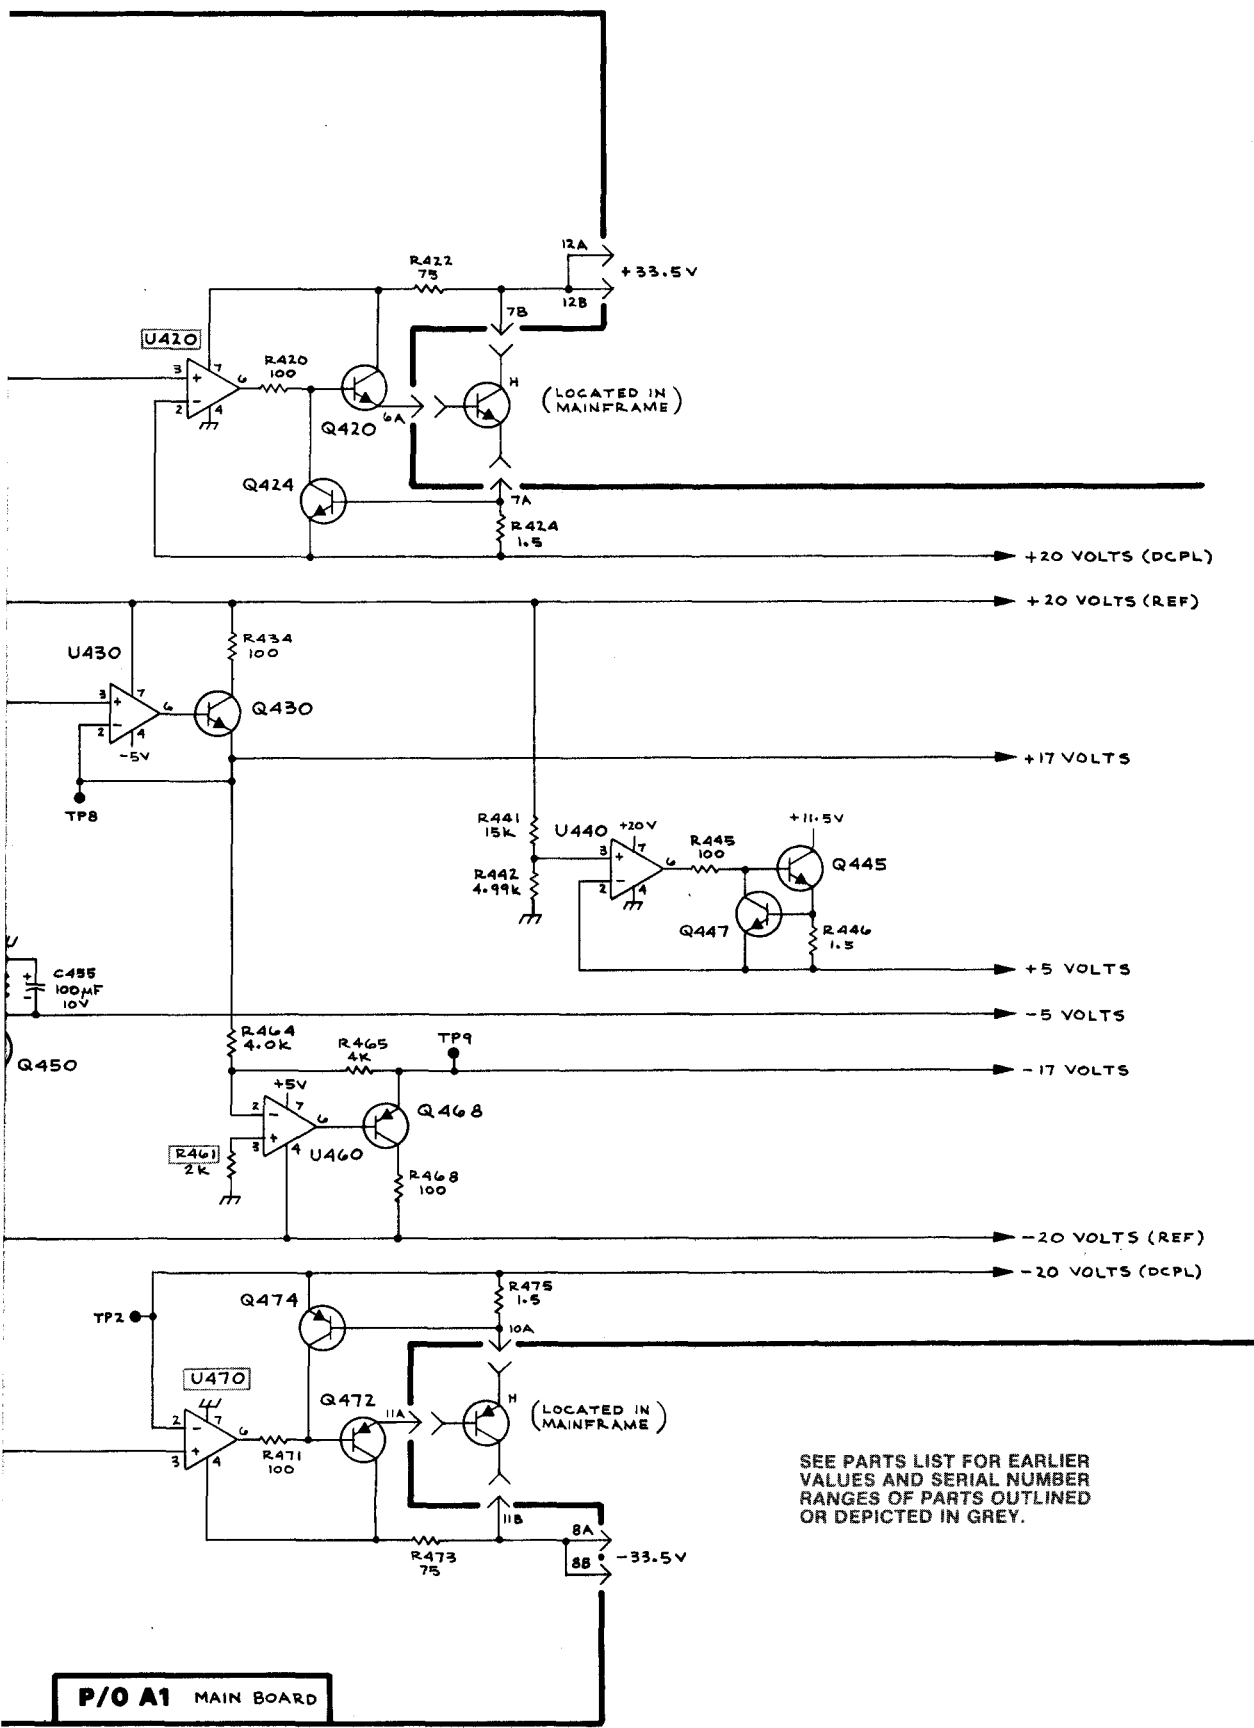 12A
+33.5V
R422
75
12B
7B
U420
7
3
+
R420
100
6
H
(LOCATED IN
MAINFRAME)
2
-
4
6A
Q420
Q424
7A
R424
1.5
+20 VOLTS (DCPL)
+20 VOLTS (REF)
R434
100
U430
3
+
7
6
Q430
2
-
4
-5V
+17 VOLTS
TP8
R441
15K
U440
+20V
7
3
+
6
R445
100
+11.5V
Q445
R442
4.99K
2
-
4
Q447
R446
1.5
+5 VOLTS
+
-
C455
100µF
10V
-5 VOLTS
Q450
R464
4.0K
R465
4K
TP9
-17 VOLTS
+5V
2
-
7
6
Q468
3
+
4
R461
2K
U460
R468
100
-20 VOLTS (REF)
-20 VOLTS (DCPL)
Q474
R475
1.5
TP2
10A
U470
7
Q472
H
(LOCATED IN
MAINFRAME)
11A
2
-
6
3
+
4
R471
100
SEE PARTS LIST FOR EARLIER
VALUES AND SERIAL NUMBER
RANGES OF PARTS OUTLINED
OR DEPICTED IN GREY.
11B
8A
-33.5V
8B
R473
75
P/O A1 MAIN BOARD